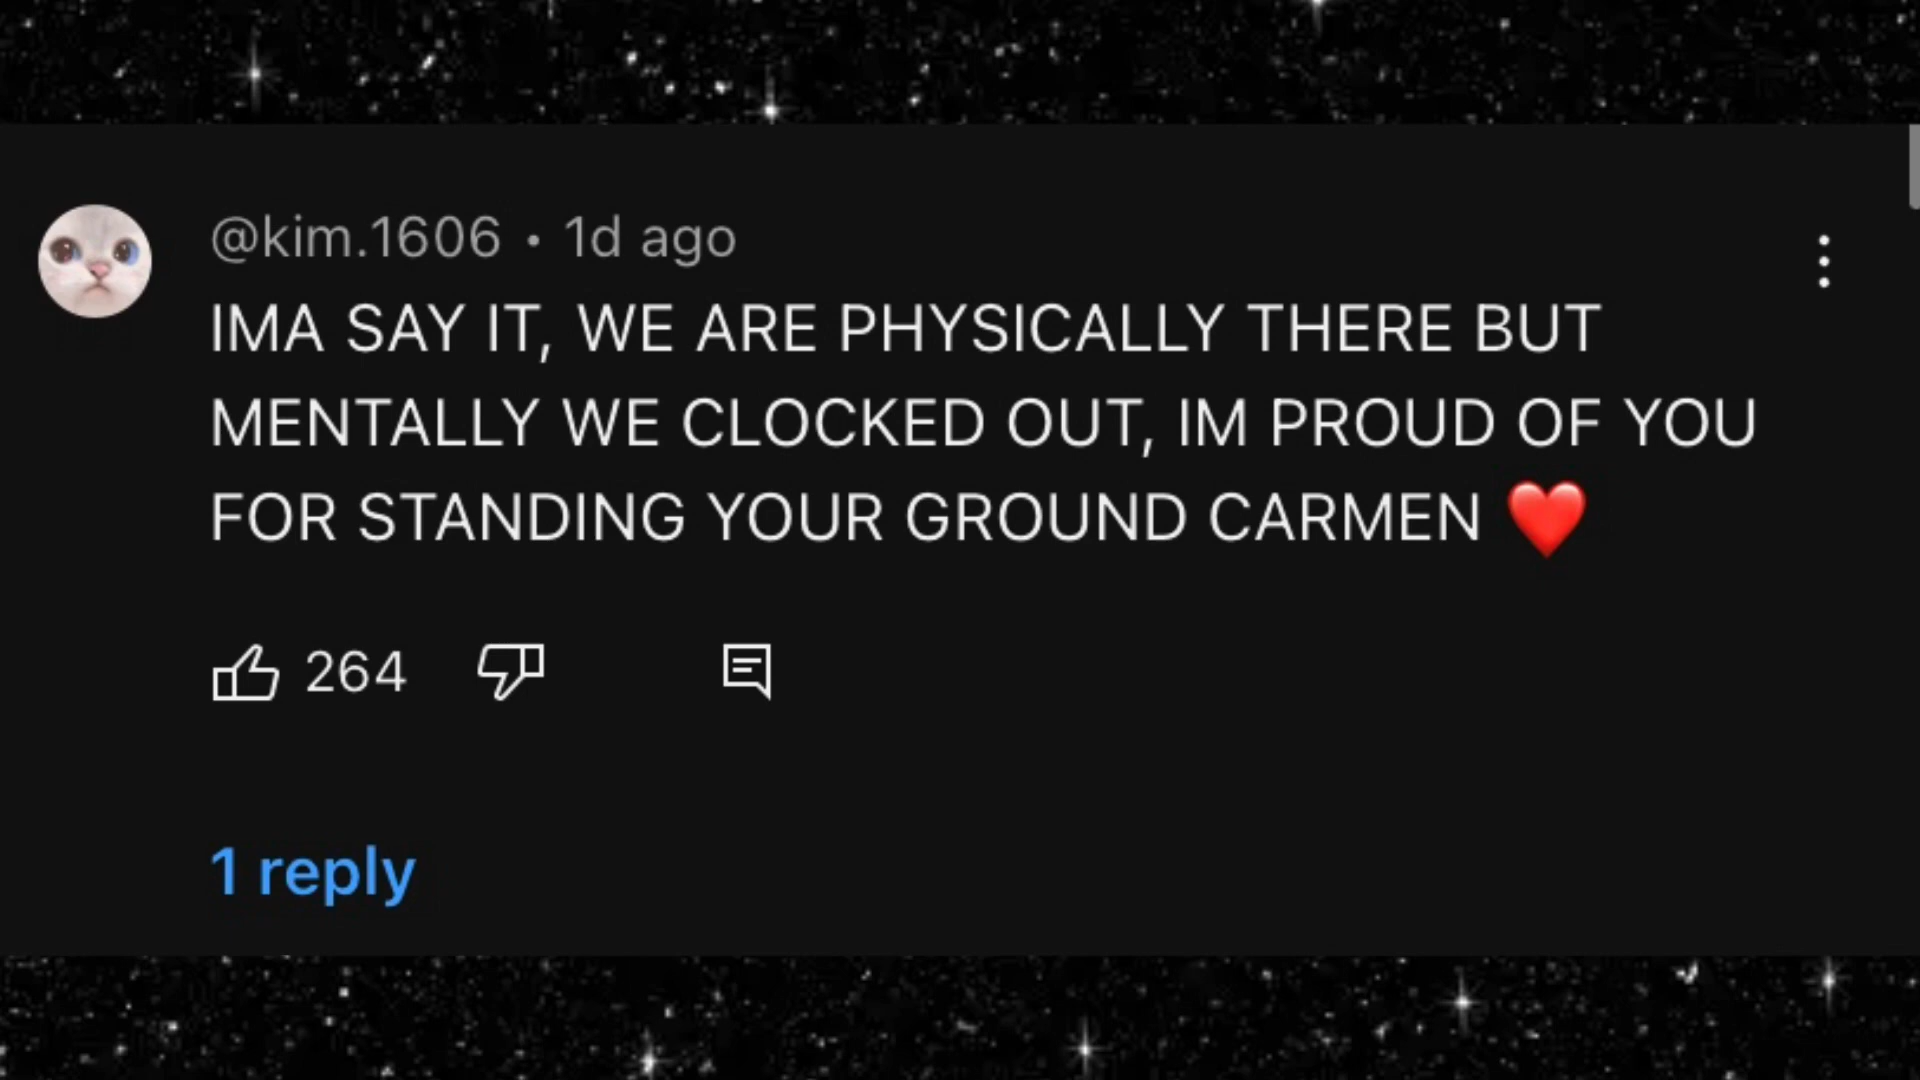 @kim.1606 • 1d ago
IMA SAY IT, WE ARE PHYSICALLY THERE BUT
MENTALLY WE CLOCKED OUT, IM PROUD OF YOU
FOR STANDING YOUR GROUND CARMEN ❤️
264
1 reply